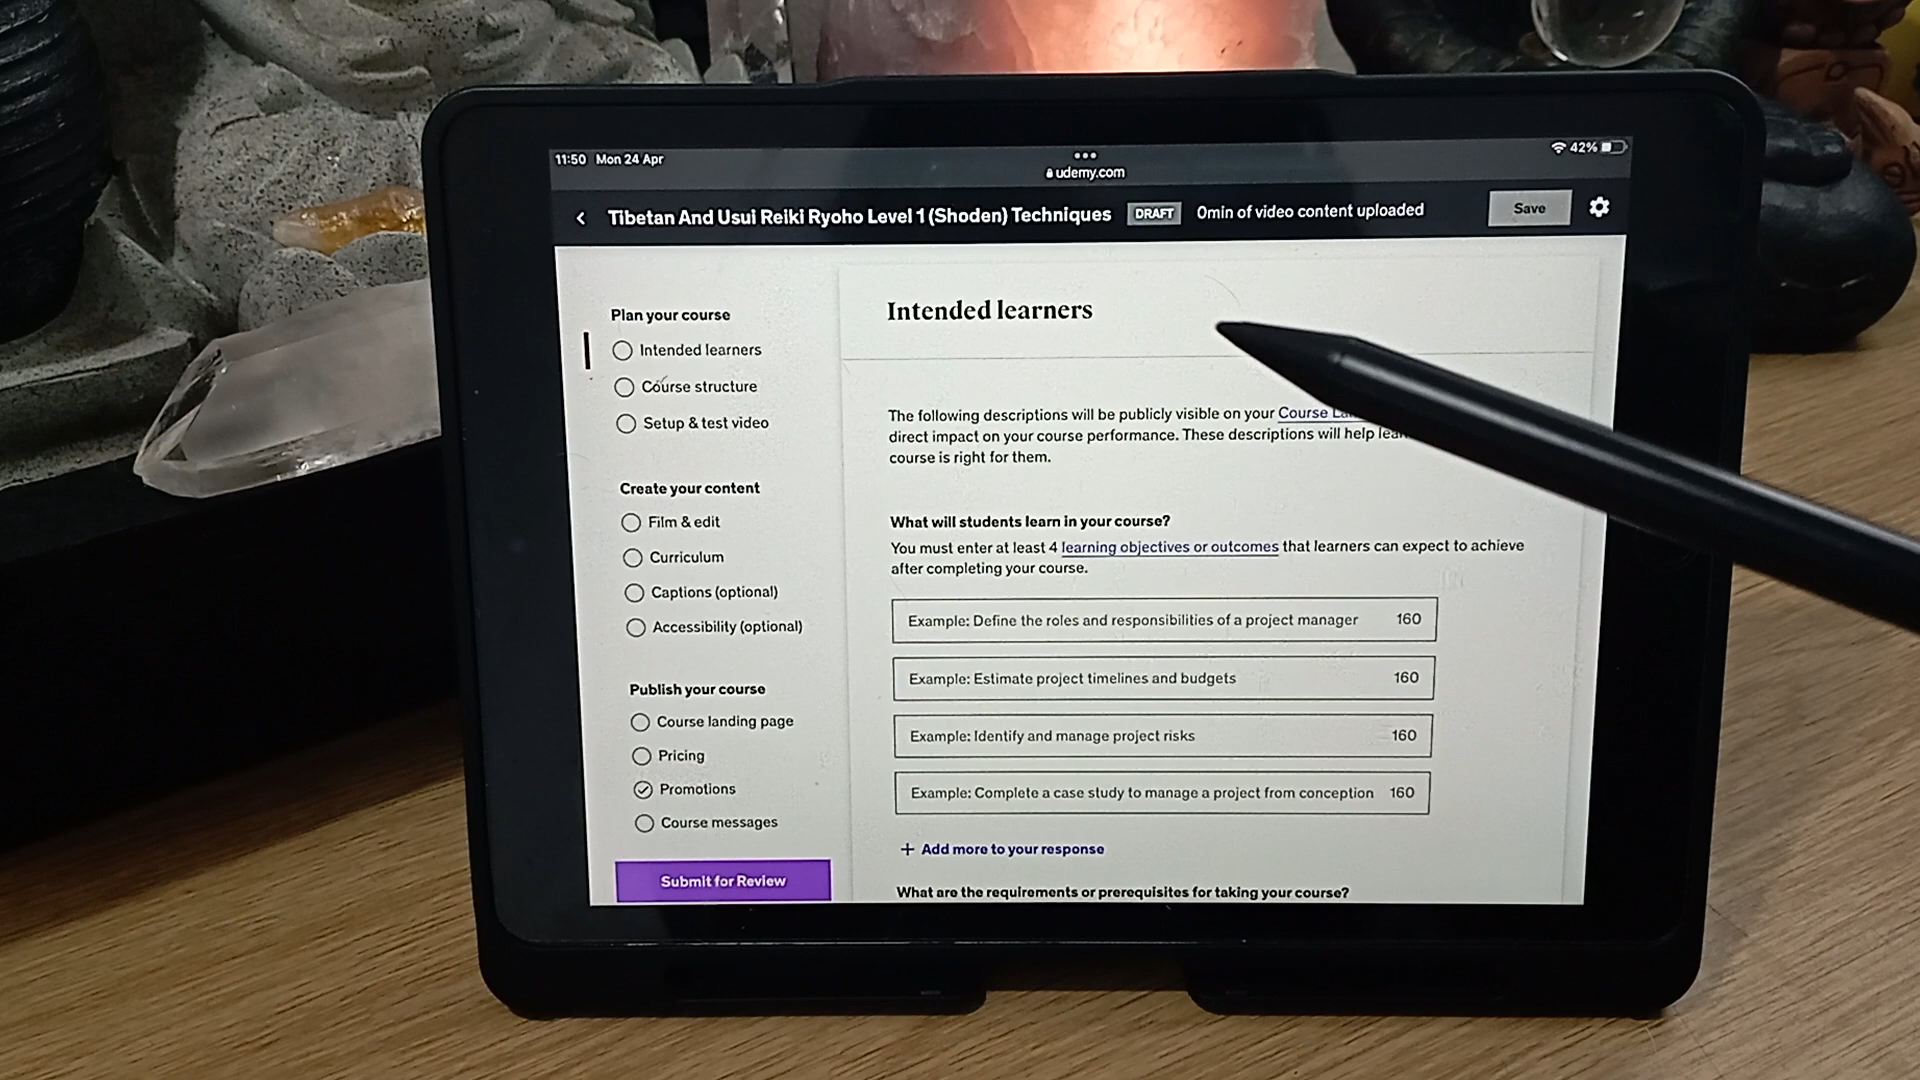 11:50 Mon 24 Apr
42%
udemy.com
Tibetan And Usui Reiki Ryoho Level 1 (Shoden) Techniques DRAFT 0min of video content uploaded Save
Plan your course
Intended learners
Course structure
Setup & test video
Create your content
Film & edit
Curriculum
Captions (optional)
Accessibility (optional)
Publish your course
Course landing page
Pricing
Promotions
Course messages
Submit for Review
Intended learners
The following descriptions will be publicly visible on your Course
direct impact on your course performance. These descriptions will help
course is right for them.
What will students learn in your course?
You must enter at least 4 learning objectives or outcomes that learners can expect to achieve
after completing your course.
Example: Define the roles and responsibilities of a project manager 160
Example: Estimate project timelines and budgets 160
Example: Identify and manage project risks 160
Example: Complete a case study to manage a project from conception 160
+ Add more to your response
What are the requirements or prerequisites for taking your course?